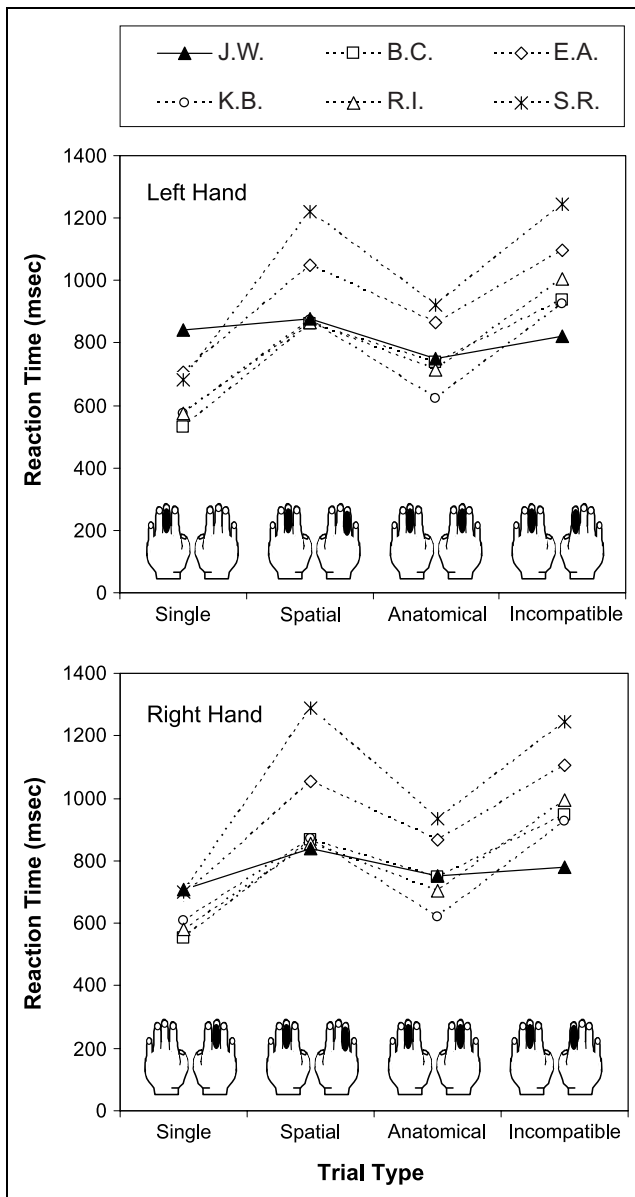 J.W. B.C. E.A.
K.B. R.I. S.R.
1400
Left Hand
1200
1000
800
600
400
200
0
Reaction Time (msec)
Single Spatial Anatomical Incompatible
1400
Right Hand
1200
1000
800
600
400
200
0
Reaction Time (msec)
Single Spatial Anatomical Incompatible
Trial Type